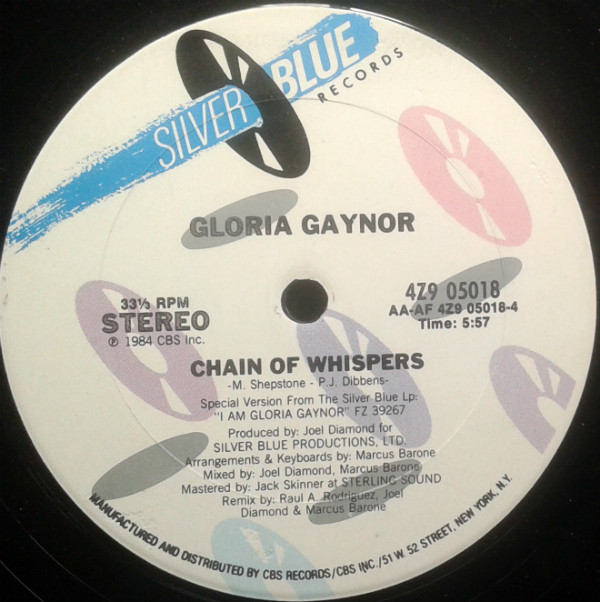 SILVER BLUE
RECORDS
GLORIA GAYNOR
33⅓ RPM
STEREO
℗ 1984 CBS Inc.
4Z9 05018
AA-AF 4Z9 05018-4
Time: 5:57
CHAIN OF WHISPERS
-M. Shepstone - P.J. Dibbens-
Special Version From The Silver Blue Lp:
"I AM GLORIA GAYNOR" FZ 39267
Produced by: Joel Diamond for
SILVER BLUE PRODUCTIONS, LTD.
Arrangements & Keyboards by: Marcus Barone
Mixed by: Joel Diamond, Marcus Barone
Mastered by: Jack Skinner at STERLING SOUND
Remix by: Raul A. Rodriguez, Joel
Diamond & Marcus Barone
MANUFACTURED AND DISTRIBUTED BY CBS RECORDS/CBS INC./51 W. 52 STREET, NEW YORK, N.Y.